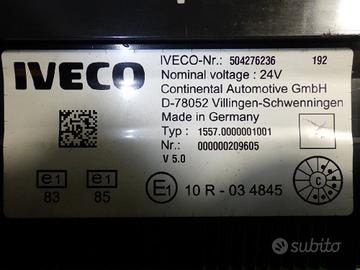 IVECO
IVECO-Nr.: 504276236 192
Nominal voltage : 24V
Continental Automotive GmbH
D-78052 Villingen-Schwenningen
Made in Germany
Typ : 1557.0000001001
Nr.: 000000209605
V 5.0
e1 83
e1 85
E1 10 R - 03 4845
C
subito